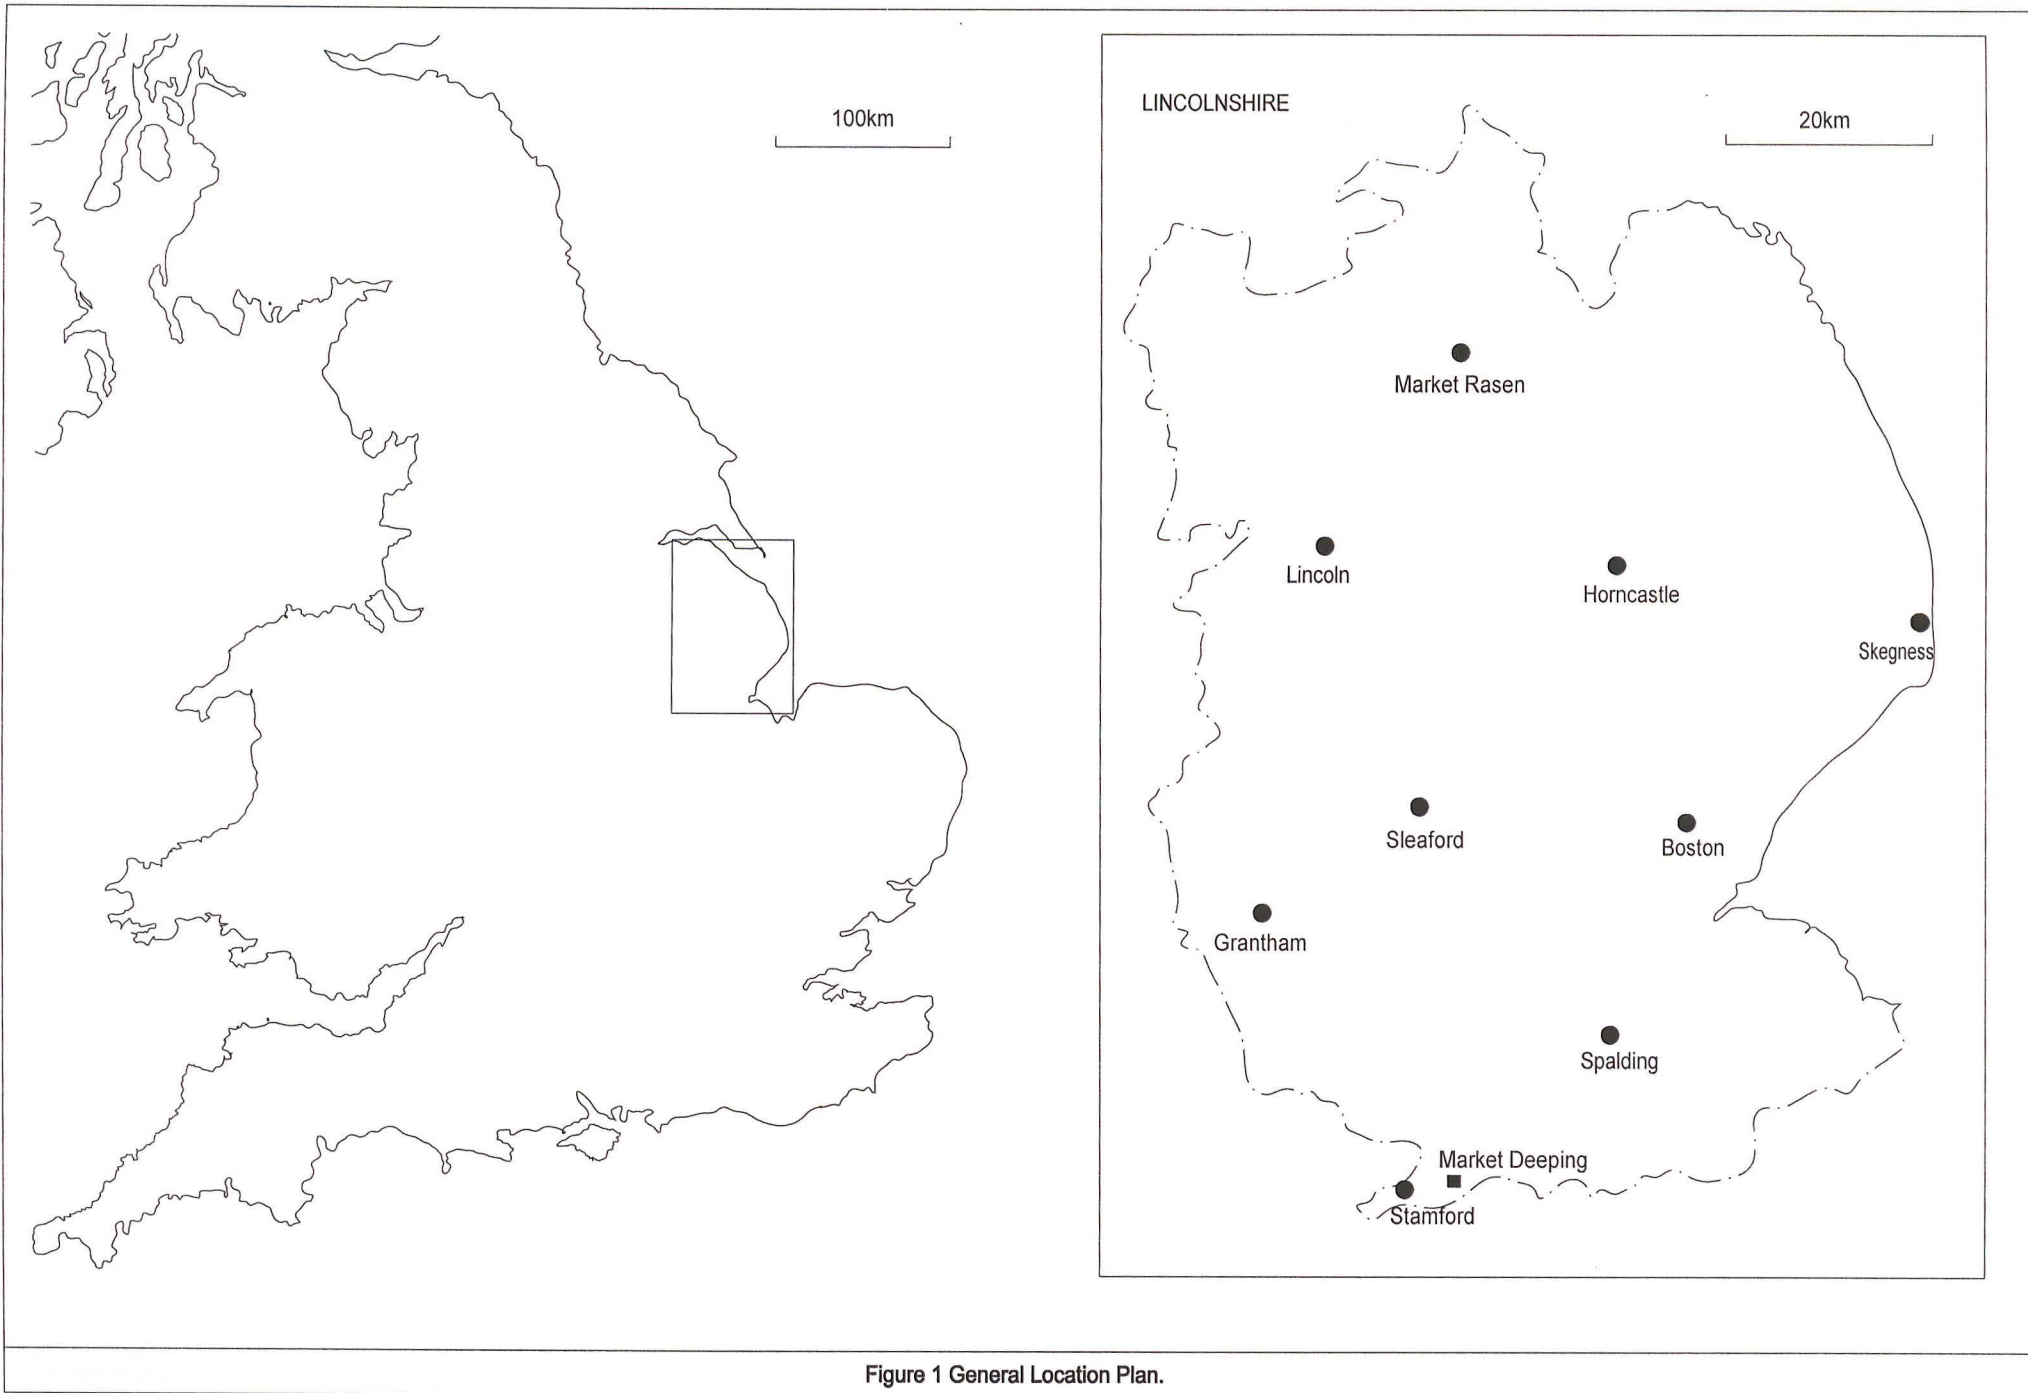 100km
LINCOLNSHIRE
20km
Market Rasen
Lincoln
Horncastle
Skegness
Sleaford
Boston
Grantham
Spalding
Market Deeping
Stamford
Figure 1 General Location Plan.